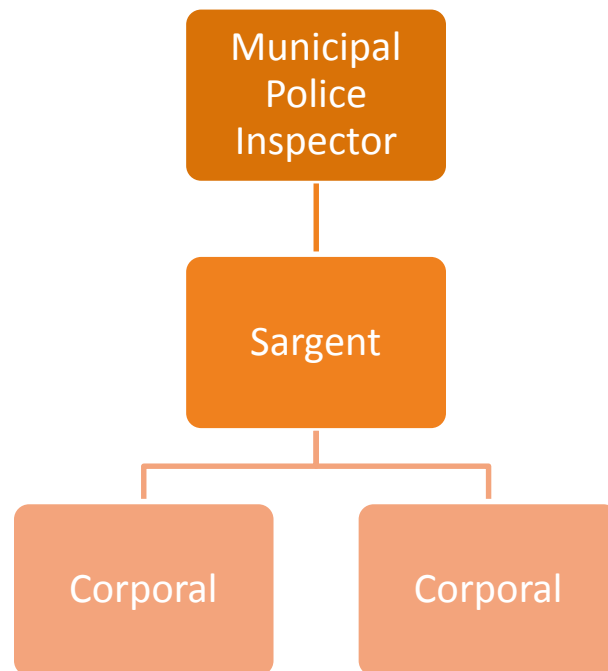 Municipal
Police
Inspector
Sargent
Corporal
Corporal